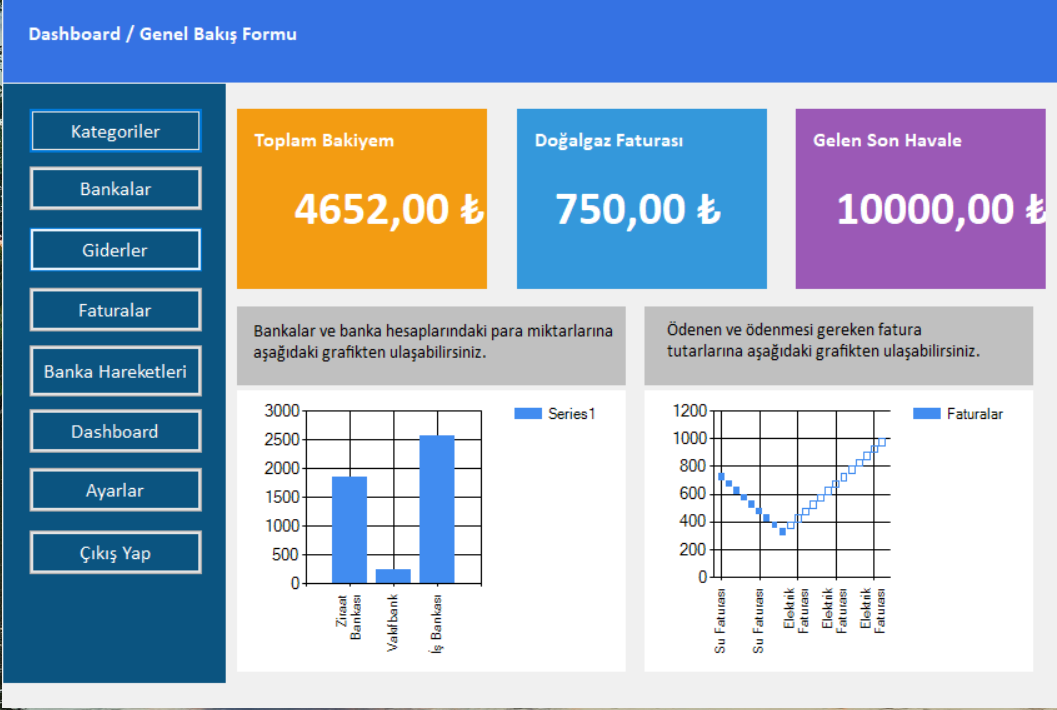 Dashboard / Genel Bakış Formu
Kategoriler
Bankalar
Giderler
Faturalar
Banka Hareketleri
Dashboard
Ayarlar
Çıkış Yap
Toplam Bakiyem
4652,00 ₺
Doğalgaz Faturası
750,00 ₺
Gelen Son Havale
10000,00 ₺
Bankalar ve banka hesaplarındaki para miktarlarına
aşağıdaki grafikten ulaşabilirsiniz.
3000
2500
2000
1500
1000
500
0
Ziraat
Bankası
Vakıfbank
İş Bankası
Series1
Ödenen ve ödenmesi gereken fatura
tutarlarına aşağıdaki grafikten ulaşabilirsiniz.
1200
1000
800
600
400
200
0
Su Faturası
Su Faturası
Elektrik
Faturası
Elektrik
Faturası
Elektrik
Faturası
Faturalar